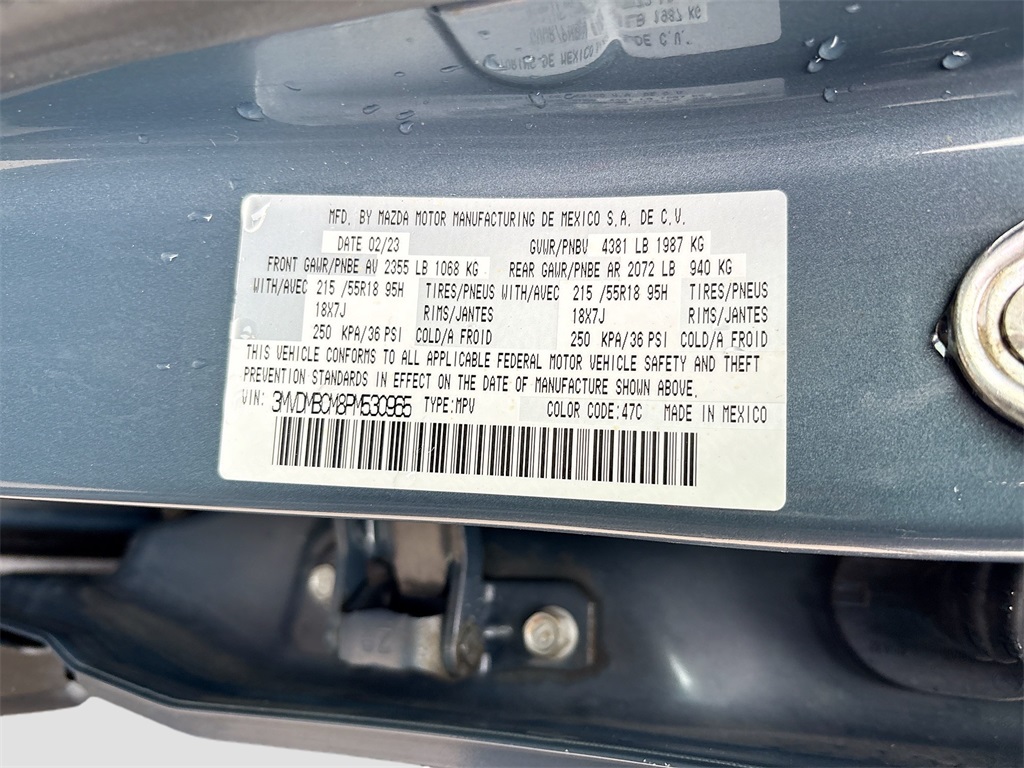 MFD. BY MAZDA MOTOR MANUFACTURING DE MEXICO S.A. DE C.V.
DATE 02/23 GVWR/PNBV 4381 LB 1987 KG
FRONT GAWR/PNBE AV 2355 LB 1068 KG REAR GAWR/PNBE AR 2072 LB 940 KG
WITH/AVEC 215 /55R18 95H TIRES/PNEUS WITH/AVEC 215 /55R18 95H TIRES/PNEUS
18X7J RIMS/JANTES 18X7J RIMS/JANTES
250 KPA/36 PSI COLD/A FROID 250 KPA/36 PSI COLD/A FROID
THIS VEHICLE CONFORMS TO ALL APPLICABLE FEDERAL MOTOR VEHICLE SAFETY AND THEFT
PREVENTION STANDARDS IN EFFECT ON THE DATE OF MANUFACTURE SHOWN ABOVE.
VIN: 3MVDMBCM8PM530965 TYPE:MPV COLOR CODE:47C MADE IN MEXICO